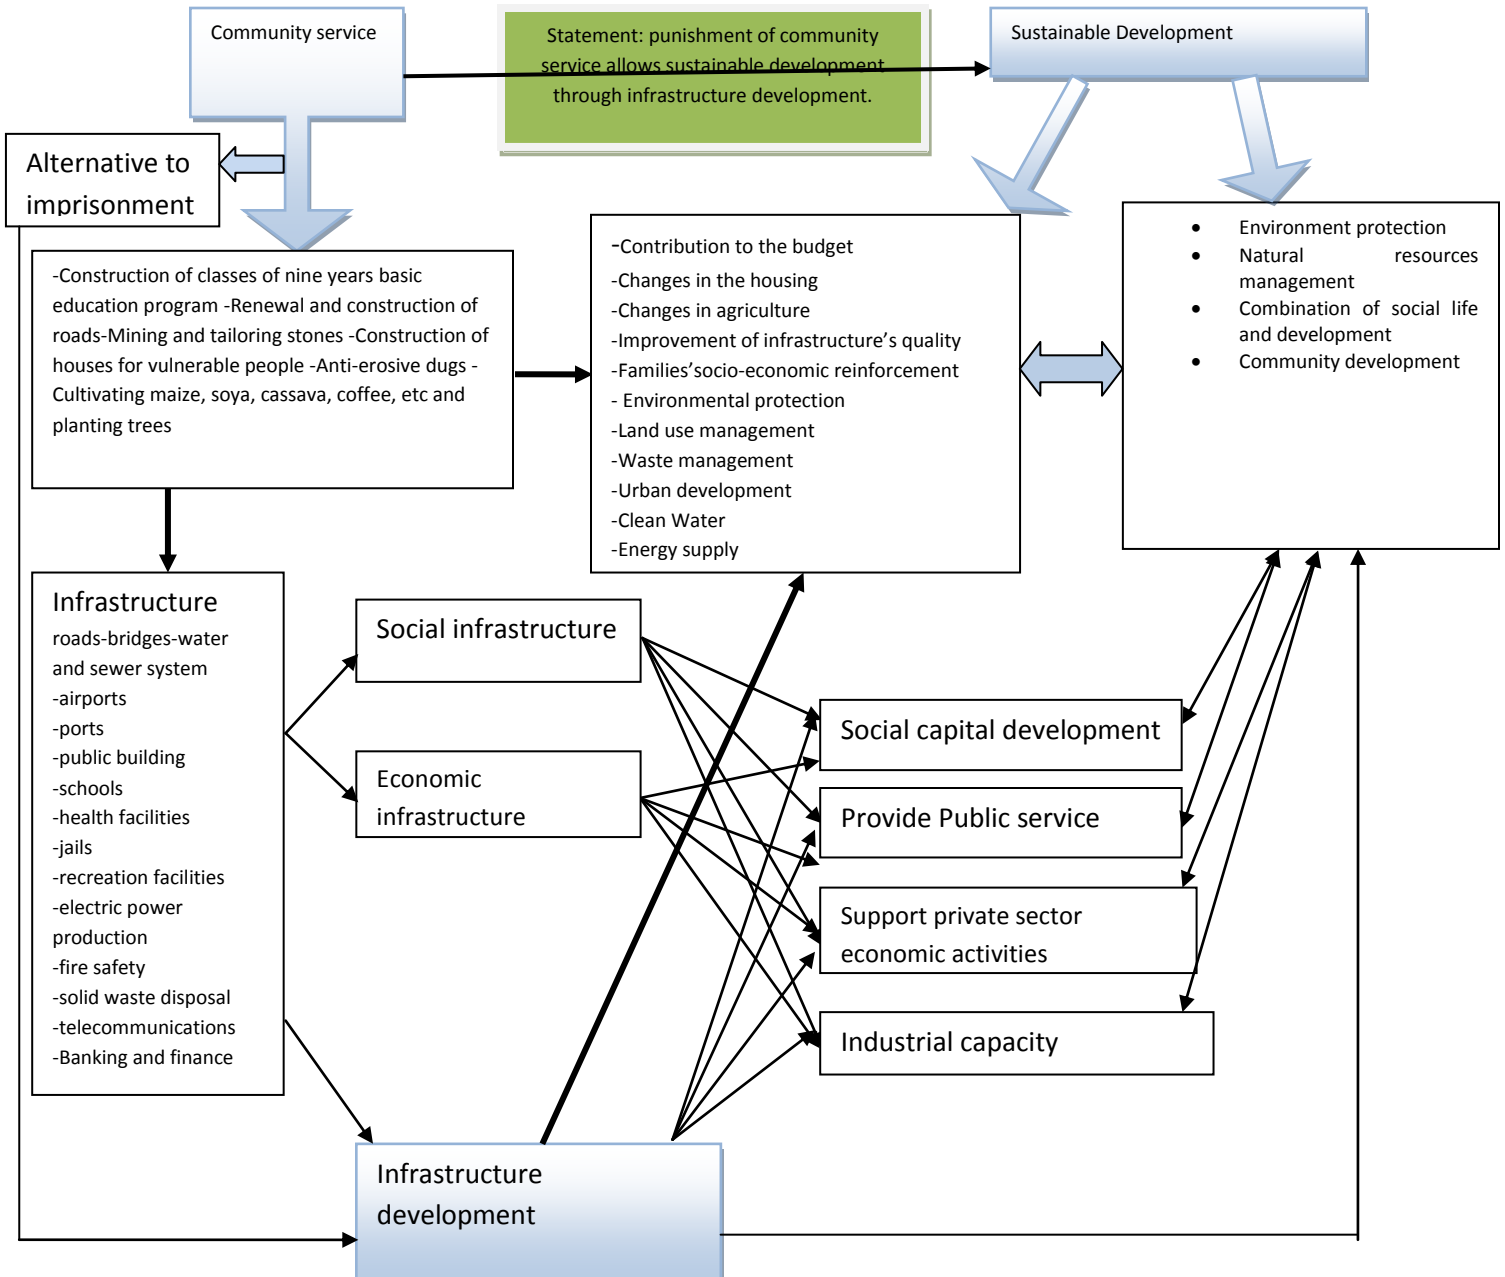 Community service
Statement: punishment of community
service allows sustainable development
through infrastructure development.
Sustainable Development
Alternative to
imprisonment
-Construction of classes of nine years basic
education program -Renewal and construction of
roads-Mining and tailoring stones -Construction of
houses for vulnerable people -Anti-erosive dugs -
Cultivating maize, soya, cassava, coffee, etc and
planting trees
-Contribution to the budget
-Changes in the housing
-Changes in agriculture
-Improvement of infrastructure’s quality
-Families’socio-economic reinforcement
- Environmental protection
-Land use management
-Waste management
-Urban development
-Clean Water
-Energy supply
• Environment protection
• Natural resources
management
• Combination of social life
and development
• Community development
Infrastructure
roads-bridges-water
and sewer system
-airports
-ports
-public building
-schools
-health facilities
-jails
-recreation facilities
-electric power
production
-fire safety
-solid waste disposal
-telecommunications
-Banking and finance
Social infrastructure
Economic
infrastructure
Social capital development
Provide Public service
Support private sector
economic activities
Industrial capacity
Infrastructure
development